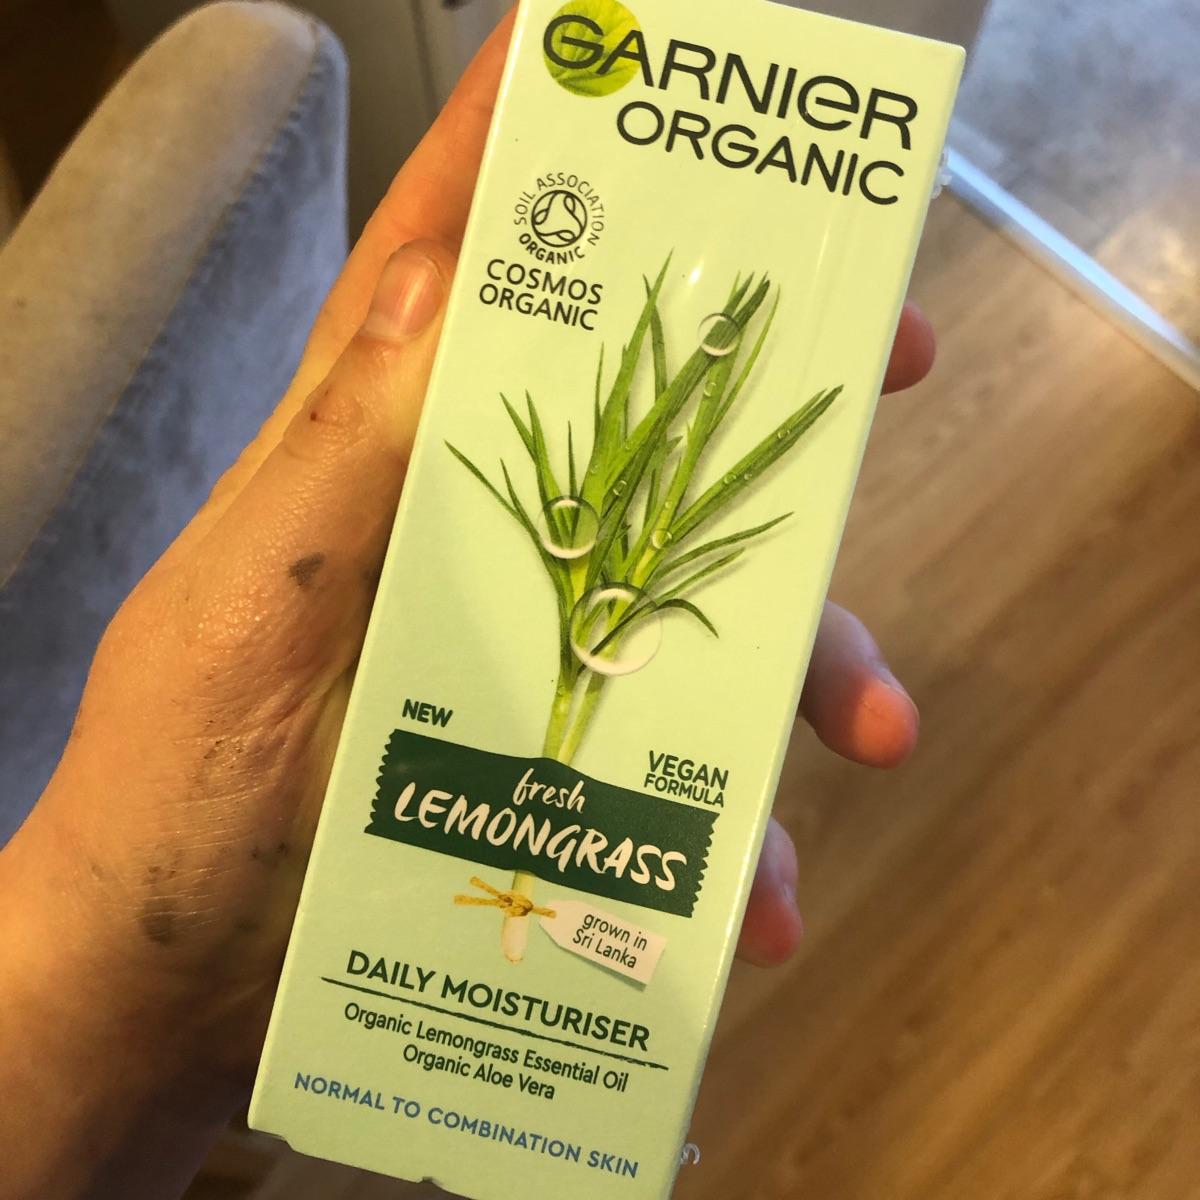 GARNIER
ORGANIC
SOIL ASSOCIATION
ORGANIC
COSMOS
ORGANIC
NEW
VEGAN
FORMULA
fresh
LEMONGRASS
grown in
Sri Lanka
DAILY MOISTURISER
Organic Lemongrass Essential Oil
Organic Aloe Vera
NORMAL TO COMBINATION SKIN